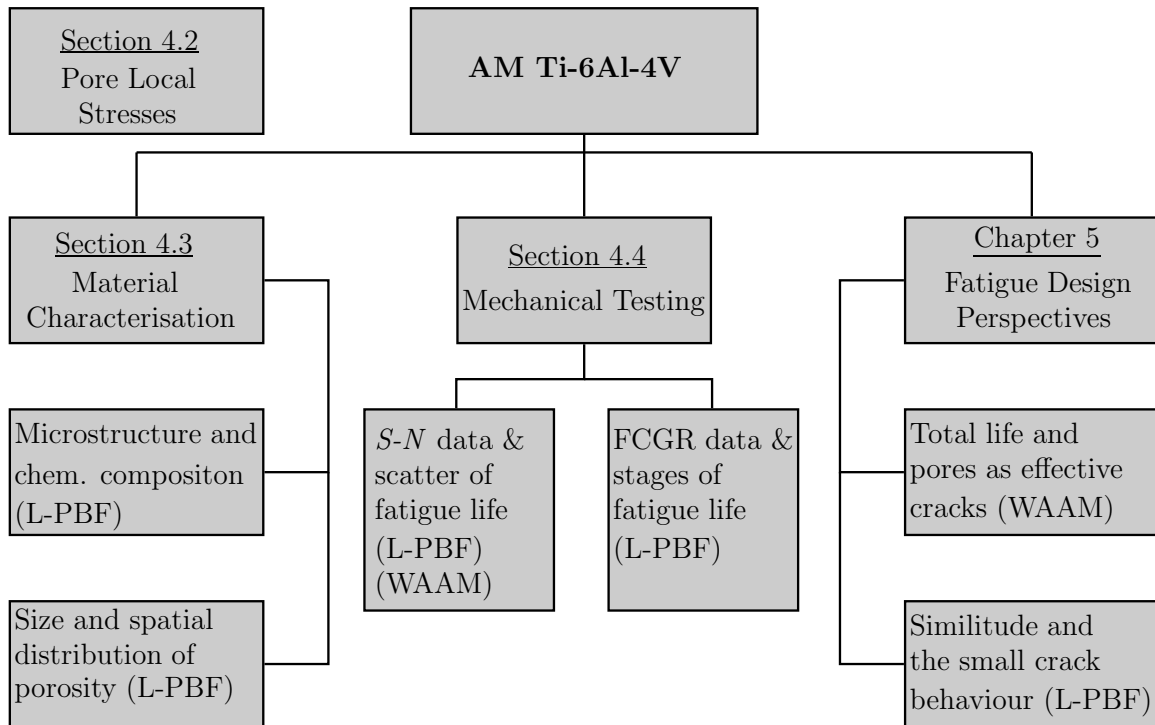 Section 4.2
Pore Local
Stresses
AM Ti-6Al-4V
Section 4.3
Material
Characterisation
Section 4.4
Mechanical Testing
Chapter 5
Fatigue Design
Perspectives
Microstructure and
chem. compositon
(L-PBF)
S-N data &
scatter of
fatigue life
(L-PBF)
(WAAM)
FCGR data &
stages of
fatigue life
(L-PBF)
Total life and
pores as effective
cracks (WAAM)
Size and spatial
distribution of
porosity (L-PBF)
Similitude and
the small crack
behaviour (L-PBF)